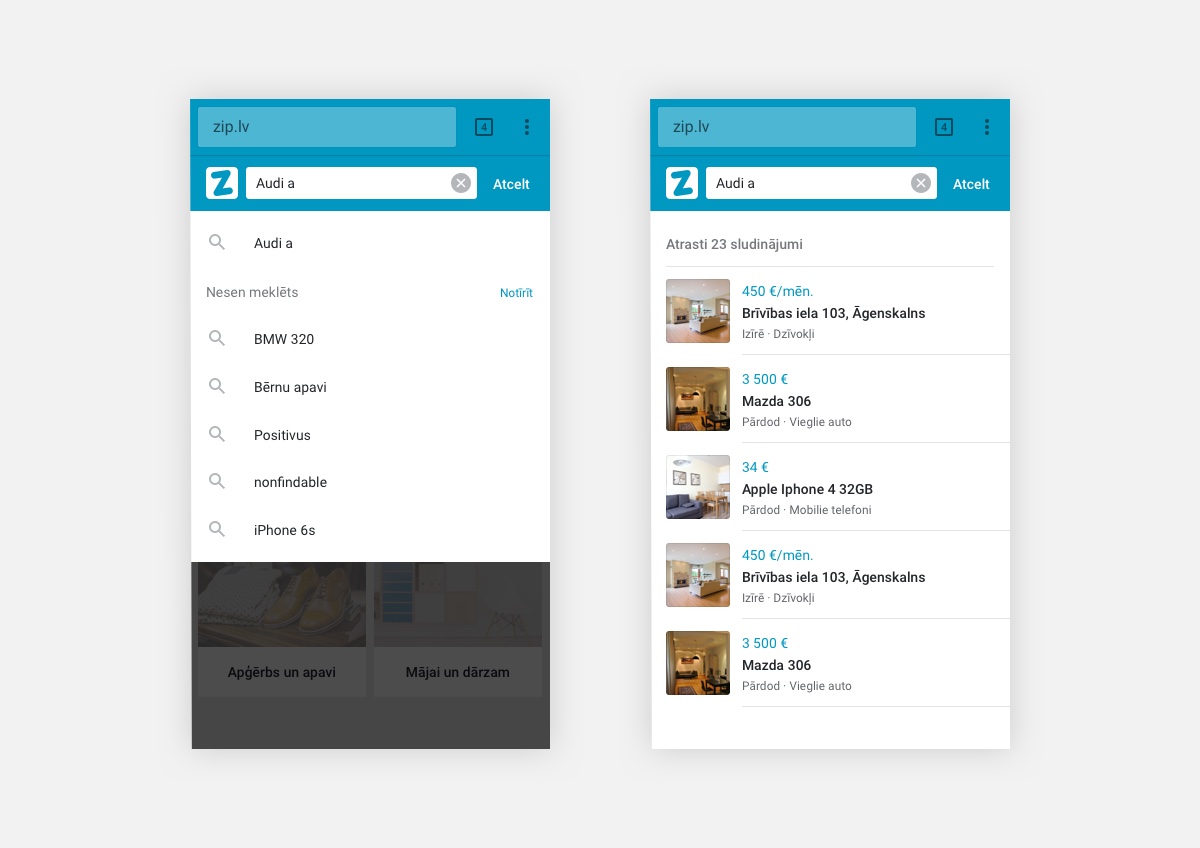 zip.lv
4
Z
Audi a
Atcelt
Audi a
Nesen meklēts
Notīrīt
BMW 320
Bērnu apavi
Positivus
nonfindable
iPhone 6s
Apģērbs un apavi
Mājai un dārzam
zip.lv
4
Z
Audi a
Atcelt
Atrasti 23 sludinājumi
450 €/mēn.
Brīvības iela 103, Āgenskalns
Izīrē · Dzīvokļi
3 500 €
Mazda 306
Pārdod · Vieglie auto
34 €
Apple Iphone 4 32GB
Pārdod · Mobilie telefoni
450 €/mēn.
Brīvības iela 103, Āgenskalns
Izīrē · Dzīvokļi
3 500 €
Mazda 306
Pārdod · Vieglie auto